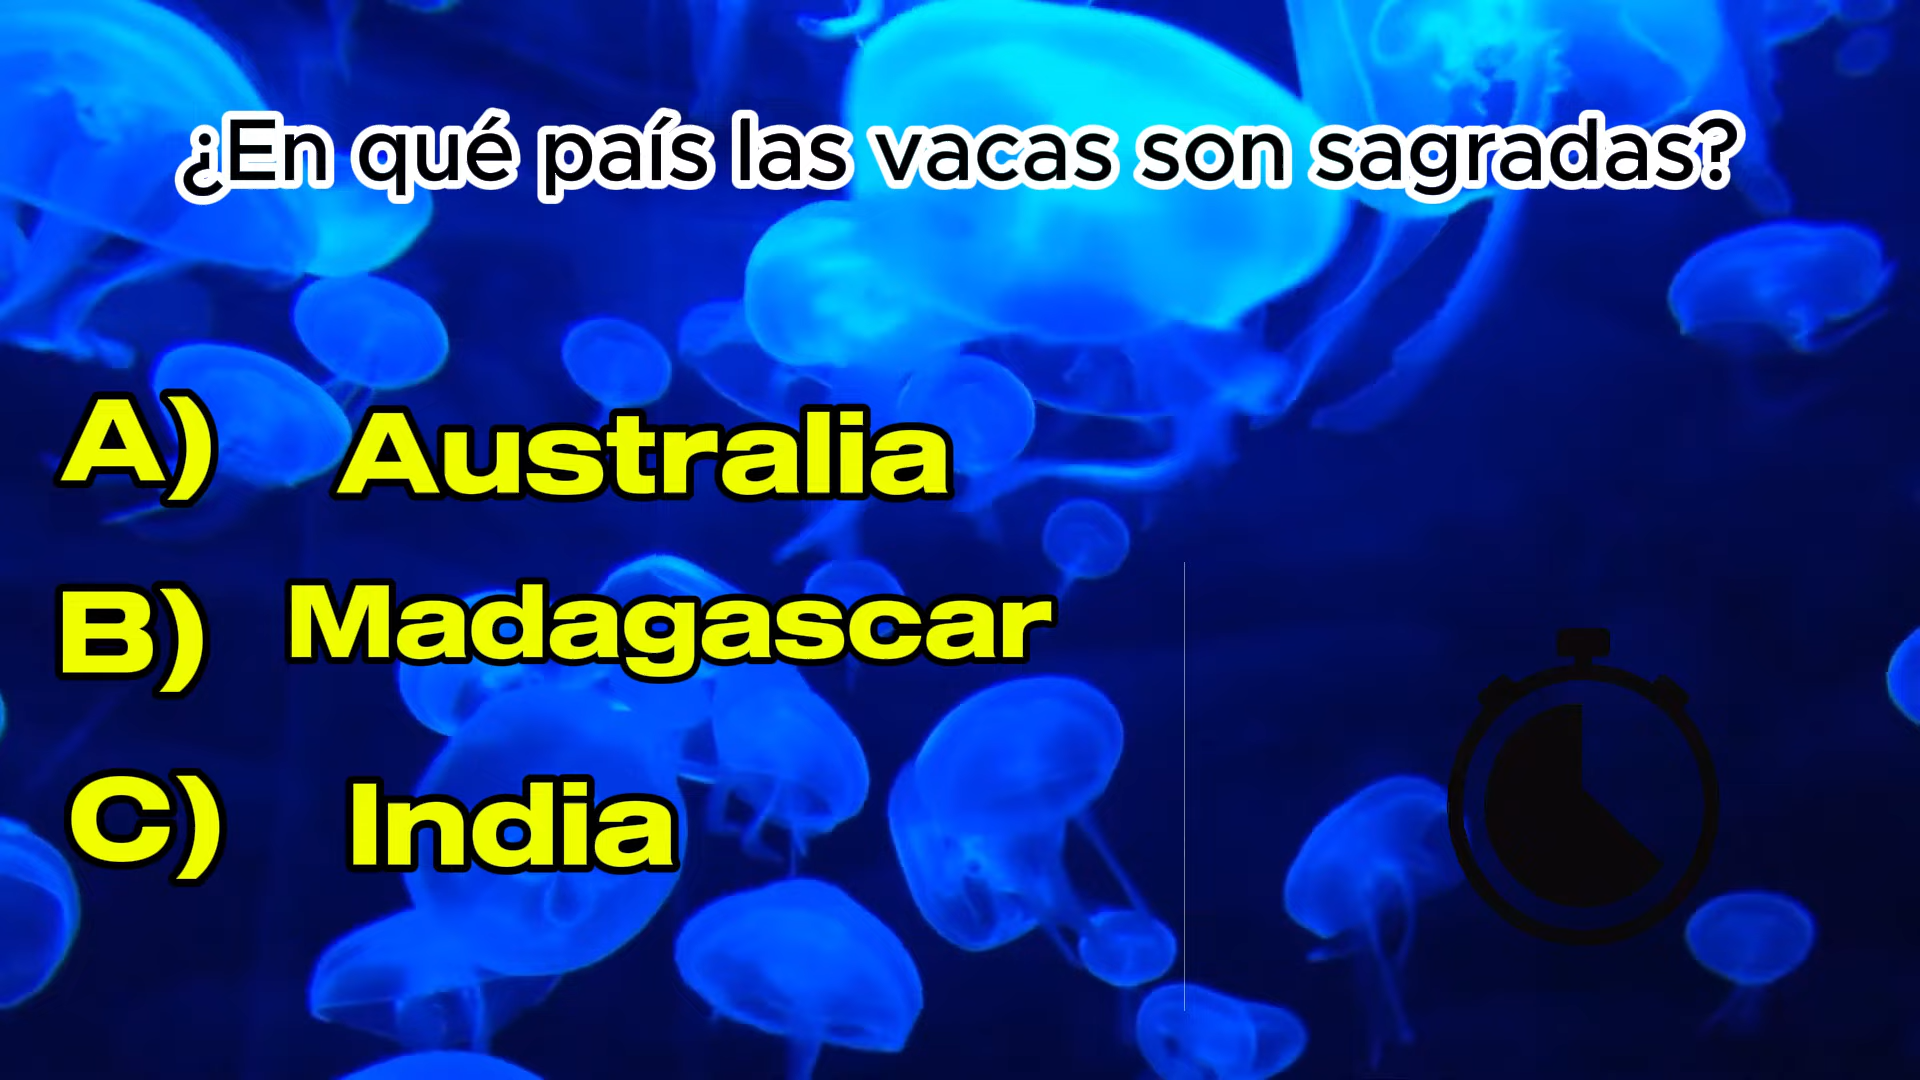 ¿En qué país las vacas son sagradas?
A) Australia
B) Madagascar
C) India